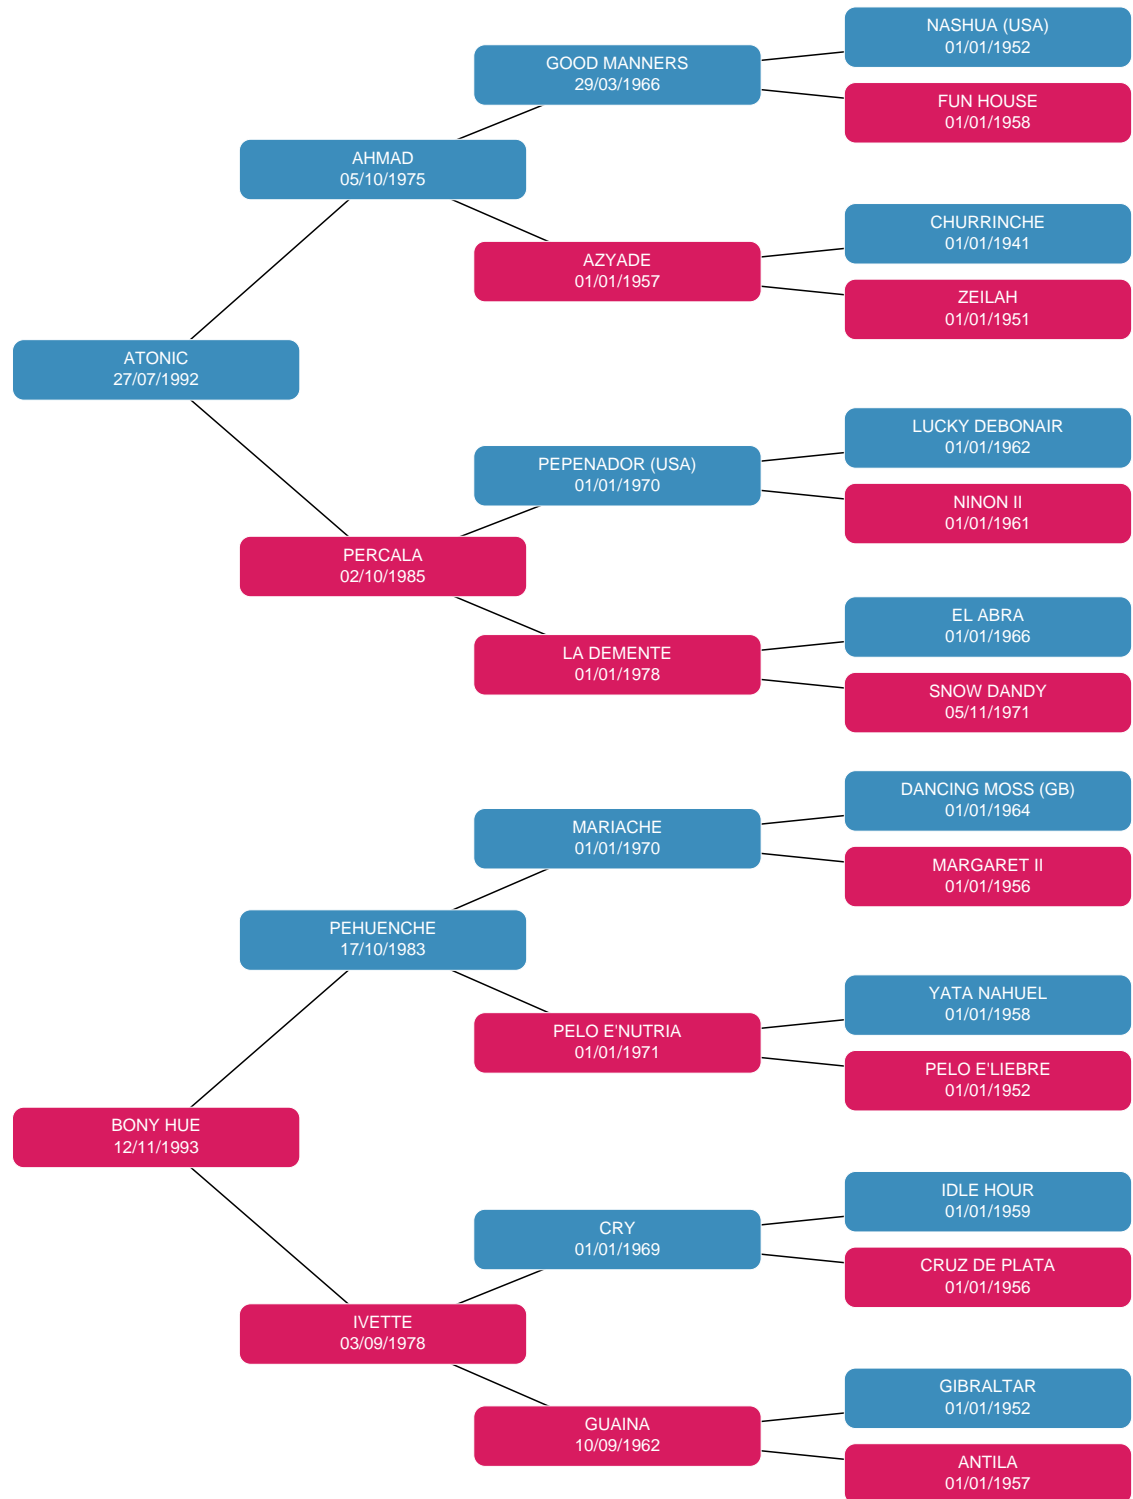 NASHUA (USA)
01/01/1952
GOOD MANNERS
29/03/1966
FUN HOUSE
01/01/1958
AHMAD
05/10/1975
CHURRINCHE
01/01/1941
AZYADE
01/01/1957
ZEILAH
01/01/1951
ATONIC
27/07/1992
LUCKY DEBONAIR
01/01/1962
PEPENADOR (USA)
01/01/1970
NINON II
01/01/1961
PERCALA
02/10/1985
EL ABRA
01/01/1966
LA DEMENTE
01/01/1978
SNOW DANDY
05/11/1971
DANCING MOSS (GB)
01/01/1964
MARIACHE
01/01/1970
MARGARET II
01/01/1956
PEHUENCHE
17/10/1983
YATA NAHUEL
01/01/1958
PELO E'NUTRIA
01/01/1971
PELO E'LIEBRE
01/01/1952
BONY HUE
12/11/1993
IDLE HOUR
01/01/1959
CRY
01/01/1969
CRUZ DE PLATA
01/01/1956
IVETTE
03/09/1978
GIBRALTAR
01/01/1952
GUAINA
10/09/1962
ANTILA
01/01/1957